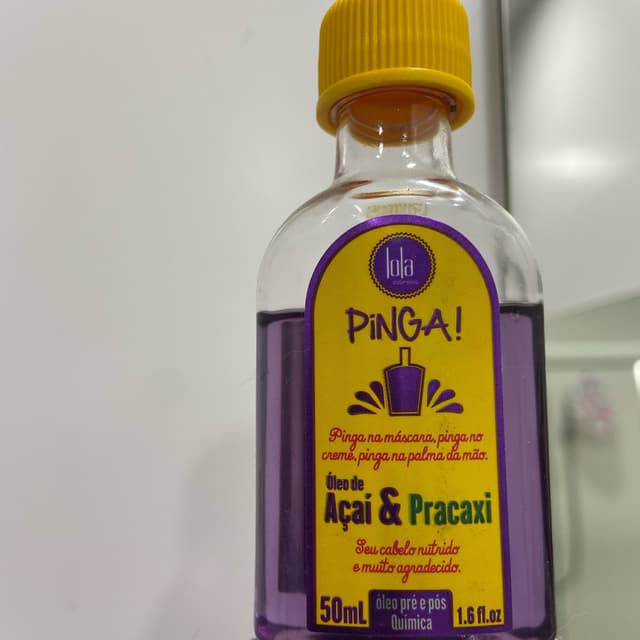 lola
PINGA!
Pinga na máscara, pinga no
creme, pinga na palma da mão.
Óleo de
Açaí & Pracaxi
Seu cabelo nutrido
e muito agradecido.
50mL
óleo pré e pós
Química
1.6 fl.oz